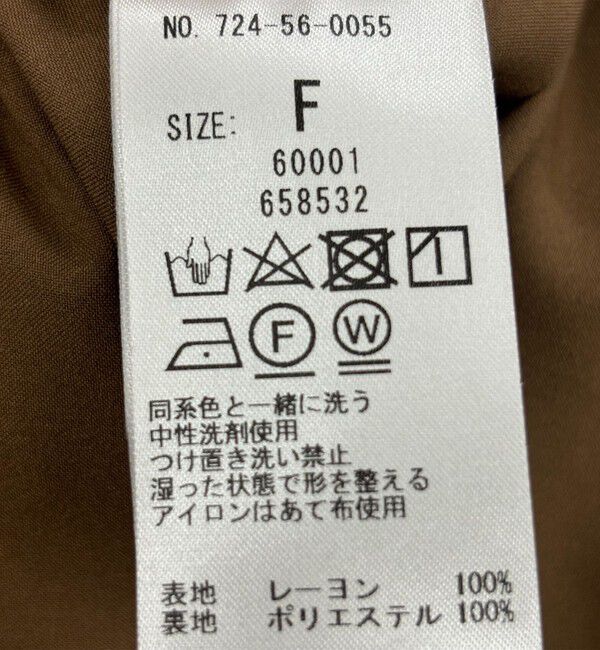 NO. 724-56-0055
SIZE: F
60001
658532
F W
同系色と一緒に洗う
中性洗剤使用
つけ置き洗い禁止
湿った状態で形を整える
アイロンはあて布使用
表地 レーヨン 100%
裏地 ポリエステル 100%